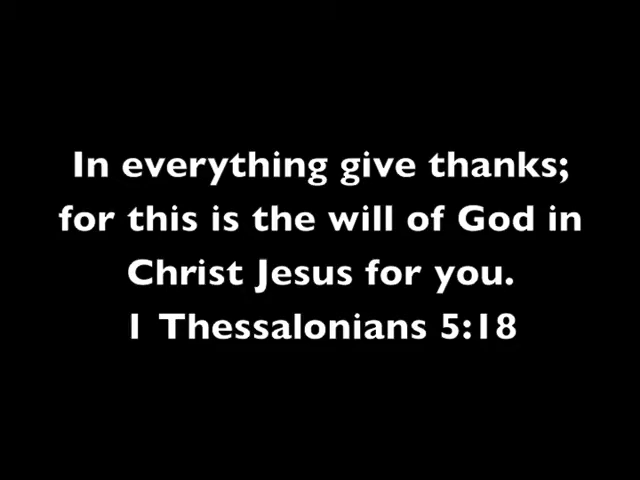 In everything give thanks;
for this is the will of God in
Christ Jesus for you.
1 Thessalonians 5:18